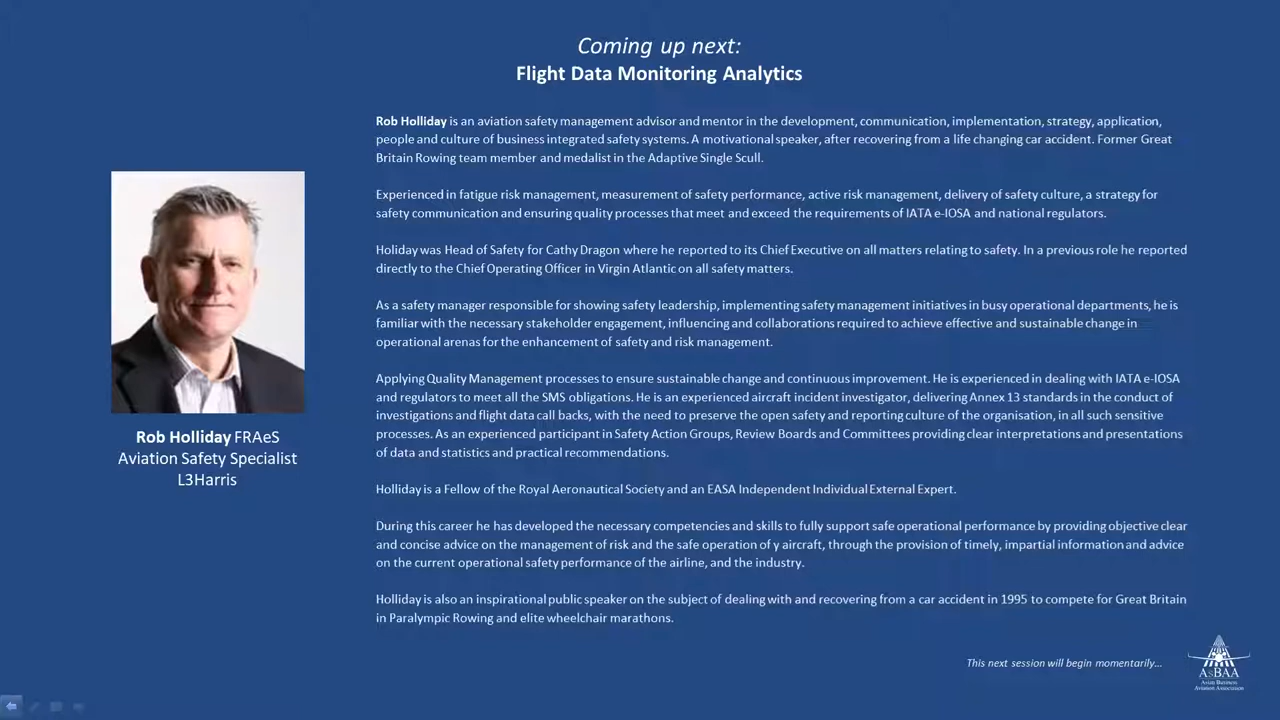 Coming up next:
Flight Data Monitoring Analytics
Rob Holliday is an aviation safety management advisor and mentor in the development, communication, implementation, strategy, application,
people and culture of business integrated safety systems. A motivational speaker, after recovering from a life changing car accident. Former Great
Britain Rowing team member and medalist in the Adaptive Single Scull.
Experienced in fatigue risk management, measurement of safety performance, active risk management, delivery of safety culture, a strategy for
safety communication and ensuring quality processes that meet and exceed the requirements of IATA e-IOSA and national regulators.
Holiday was Head of Safety for Cathy Dragon where he reported to its Chief Executive on all matters relating to safety. In a previous role he reported
directly to the Chief Operating Officer in Virgin Atlantic on all safety matters.
As a safety manager responsible for showing safety leadership, implementing safety management initiatives in busy operational departments, he is
familiar with the necessary stakeholder engagement, influencing and collaborations required to achieve effective and sustainable change in
operational arenas for the enhancement of safety and risk management.
Applying Quality Management processes to ensure sustainable change and continuous improvement. He is experienced in dealing with IATA e-IOSA
and regulators to meet all the SMS obligations. He is an experienced aircraft incident investigator, delivering Annex 13 standards in the conduct of
investigations and flight data call backs, with the need to preserve the open safety and reporting culture of the organisation, in all such sensitive
processes. As an experienced participant in Safety Action Groups, Review Boards and Committees providing clear interpretations and presentations
of data and statistics and practical recommendations.
Holliday is a Fellow of the Royal Aeronautical Society and an EASA Independent Individual External Expert.
During this career he has developed the necessary competencies and skills to fully support safe operational performance by providing objective clear
and concise advice on the management of risk and the safe operation of y aircraft, through the provision of timely, impartial information and advice
on the current operational safety performance of the airline, and the industry.
Holliday is also an inspirational public speaker on the subject of dealing with and recovering from a car accident in 1995 to compete for Great Britain
in Paralympic Rowing and elite wheelchair marathons.
Rob Holliday FRAeS
Aviation Safety Specialist
L3Harris
This next session will begin momentarily...
AsBAA
Asian Business
Aviation Association